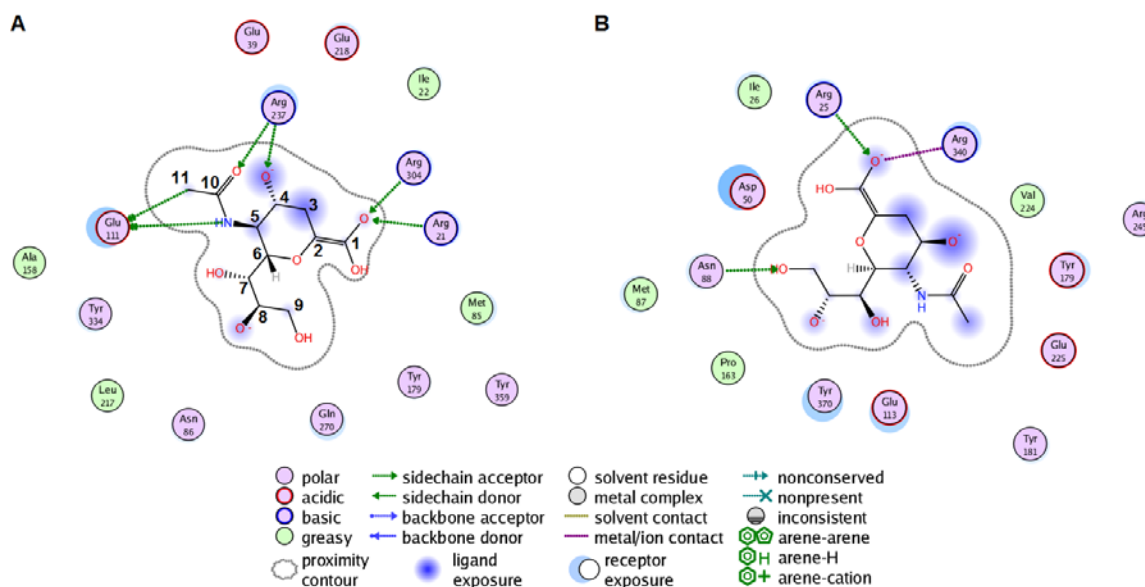 A
B
Glu
39
Glu
218
Ile
22
Arg
237
Arg
304
Arg
21
Glu
111
Ala
158
Tyr
334
Leu
217
Asn
86
Gln
270
Tyr
179
Tyr
359
Met
85
11
10
O
O-
4
3
5
HN
O
1
2
6
O
OH
H
HO
7
9
8
O-
OH
Ile
26
Arg
25
Arg
340
Asp
50
Val
224
Arg
245
Asn
88
Met
87
Tyr
179
Glu
225
Pro
163
Tyr
370
Glu
113
Tyr
181
O-
HO
O
O-
HO
H
O
N
H
O-
OH
polar
sidechain acceptor
solvent residue
nonconserved
acidic
sidechain donor
metal complex
nonpresent
basic
backbone acceptor
solvent contact
inconsistent
greasy
backbone donor
metal/ion contact
arene-arene
proximity
contour
ligand
exposure
receptor
exposure
H arene-H
+ arene-cation